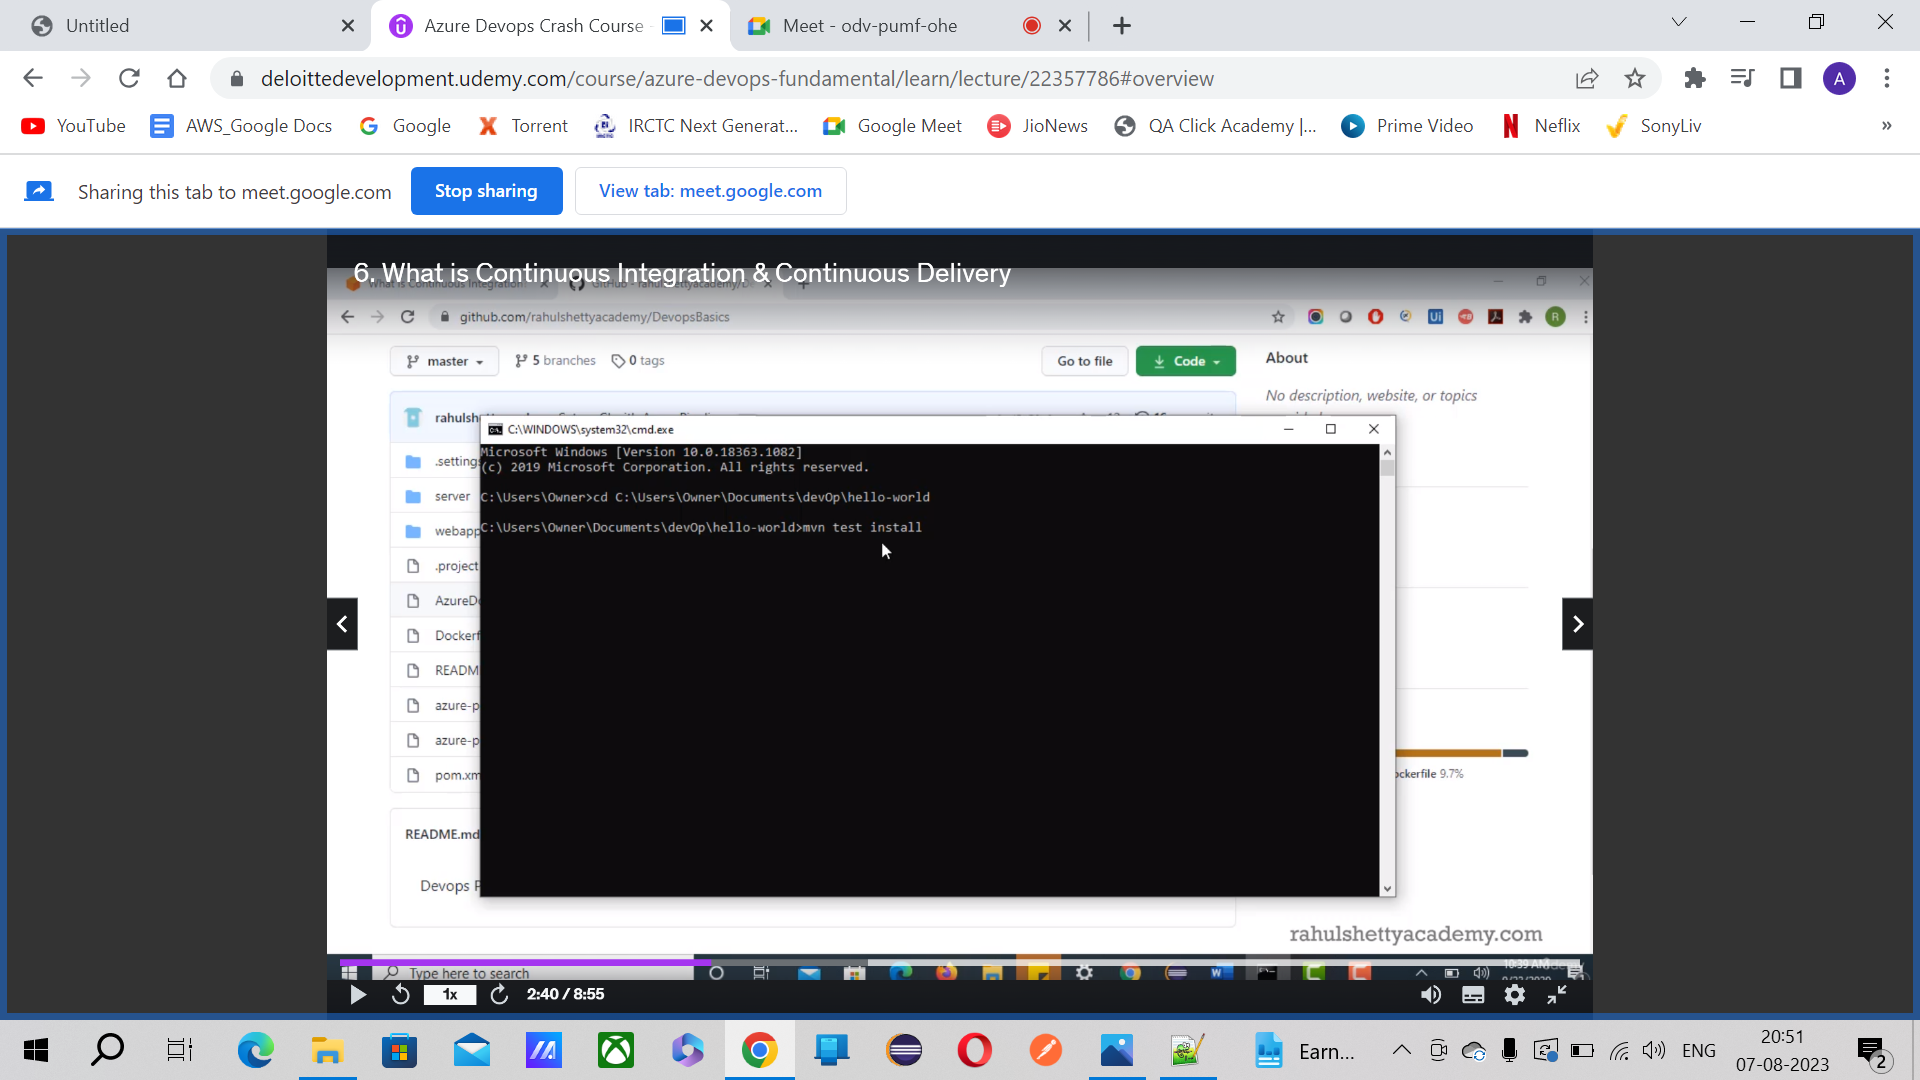 Untitled
Azure Devops Crash Course -
Meet - odv-pumf-ohe
deloittedevelopment.udemy.com/course/azure-devops-fundamental/learn/lecture/22357786#overview
A
YouTube
AWS_Google Docs
Google
Torrent
IRCTC Next Generat...
Google Meet
JioNews
QA Click Academy |...
Prime Video
Neflix
SonyLiv
»
Sharing this tab to meet.google.com
Stop sharing
View tab: meet.google.com
6. What is Continuous Integration & Continuous Delivery
github.com/rahulshettyacademy/DevopsBasics
R
master
5 branches
0 tags
Go to file
Code
About
No description, website, or topics
rahulsh
C:\WINDOWS\system32\cmd.exe
Microsoft Windows [Version 10.0.18363.1082]
(c) 2019 Microsoft Corporation. All rights reserved.
C:\Users\Owner>cd C:\Users\Owner\Documents\devOp\hello-world
C:\Users\Owner\Documents\devOp\hello-world>mvn test install
.setting
server
webapp
.project
AzureD
Dockerf
READM
azure-p
azure-p
pom.xm
ockerfile 9.7%
README.md
Devops P
rahulshettyacademy.com
Type here to search
1x
2:40 / 8:55
Earn...
ENG
20:51
07-08-2023
2